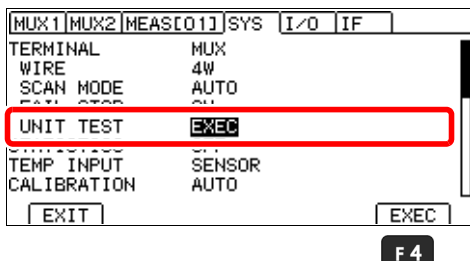 MUX1 MUX2 MEAS[01] SYS I/O IF
TERMINAL MUX
WIRE 4W
SCAN MODE AUTO
UNIT TEST EXEC
TEMP INPUT SENSOR
CALIBRATION AUTO
EXIT EXEC
F4